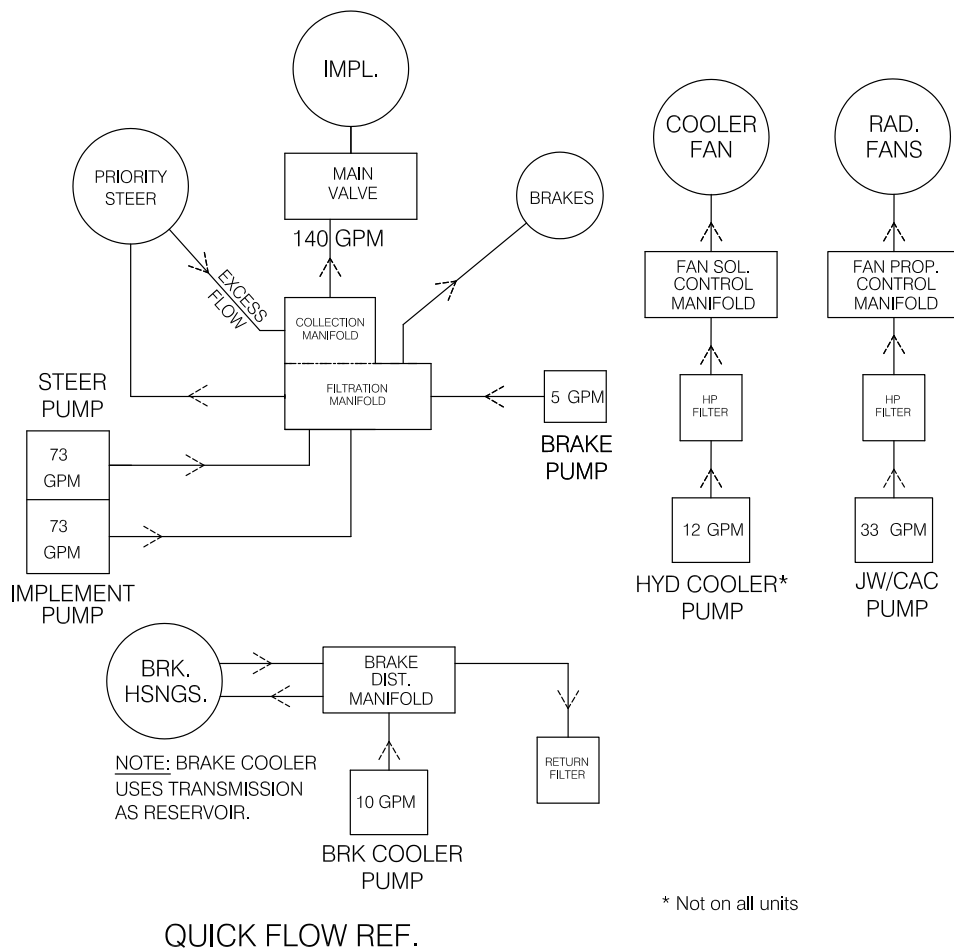 IMPL.
COOLER
FAN
RAD.
FANS
PRIORITY
STEER
MAIN
VALVE
BRAKES
140 GPM
FAN SOL.
CONTROL
MANIFOLD
FAN PROP.
CONTROL
MANIFOLD
EXCESS
FLOW
COLLECTION
MANIFOLD
STEER
PUMP
FILTRATION
MANIFOLD
5 GPM
BRAKE
PUMP
HP
FILTER
HP
FILTER
73
GPM
73
GPM
IMPLEMENT
PUMP
12 GPM
HYD COOLER*
PUMP
33 GPM
JW/CAC
PUMP
BRK.
HSNGS.
BRAKE
DIST.
MANIFOLD
RETURN
FILTER
NOTE: BRAKE COOLER
USES TRANSMISSION
AS RESERVOIR.
10 GPM
BRK COOLER
PUMP
* Not on all units
QUICK FLOW REF.